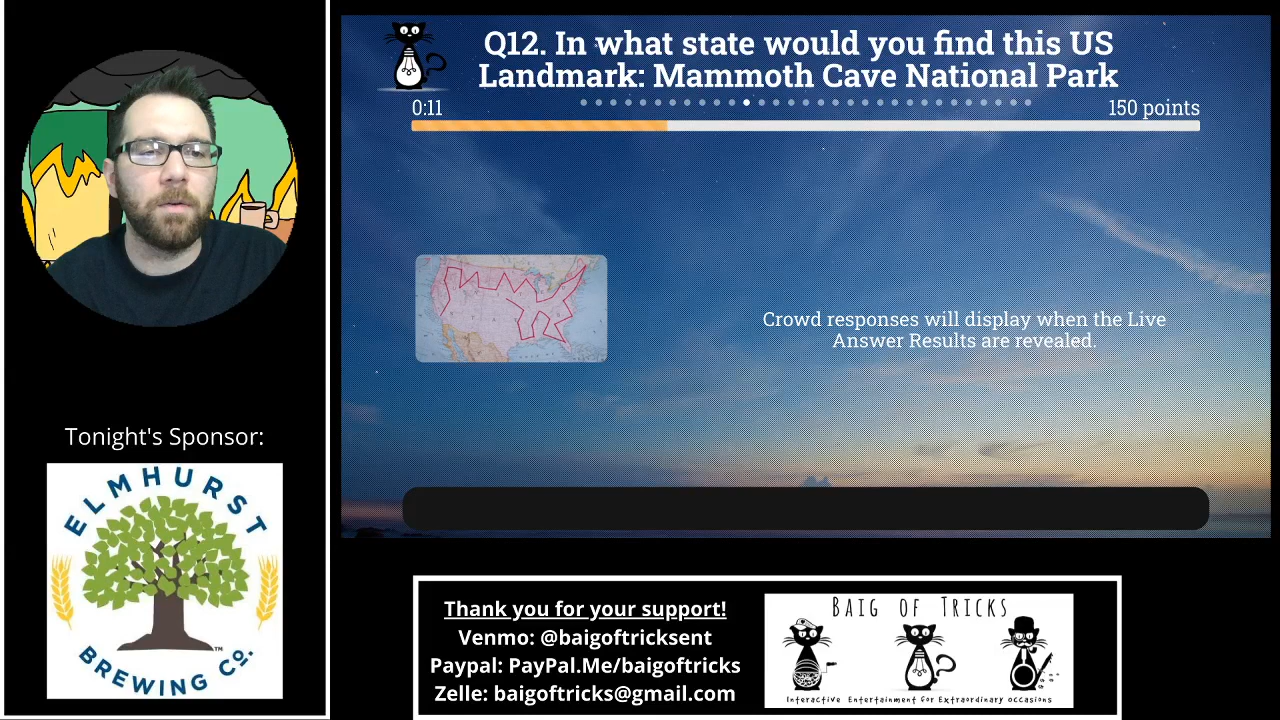 Q12. In what state would you find this US
Landmark: Mammoth Cave National Park
0:11
150 points
Crowd responses will display when the Live
Answer Results are revealed.
Tonight's Sponsor:
ELMHURST
BREWING CO.
TM
Thank you for your support!
Venmo: @baigoftricksent
Paypal: PayPal.Me/baigoftricks
Zelle: baigoftricks@gmail.com
BAIG OF TRICKS
Interactive Entertainment for Extraordinary occasions